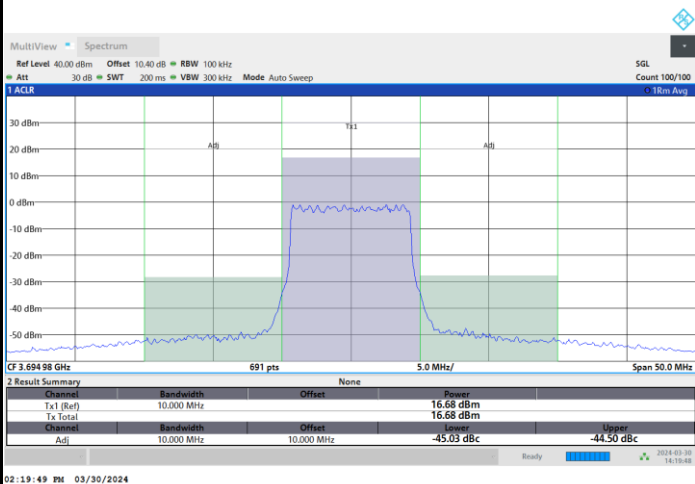 MultiView Spectrum
Ref Level 40.00 dBm Offset 10.40 dB RBW 100 kHz SGL
Att 30 dB SWT 200 ms VBW 300 kHz Mode Auto Sweep Count 100/100
1 ACLR 1Rm Avg
30 dBm
Tx1
20 dBm
Adj Adj
10 dBm
0 dBm
-10 dBm
-20 dBm
-30 dBm
-40 dBm
-50 dBm
CF 3.69498 GHz 691 pts 5.0 MHz/ Span 50.0 MHz
2 Result Summary None
Channel Bandwidth Offset Power
Tx1 (Ref) 10.000 MHz 16.68 dBm
Tx Total 16.68 dBm
Channel Bandwidth Offset Lower Upper
Adj 10.000 MHz 10.000 MHz -45.03 dBc -44.50 dBc
Ready 2024-03-30
14:19:48
02:19:49 PM 03/30/2024